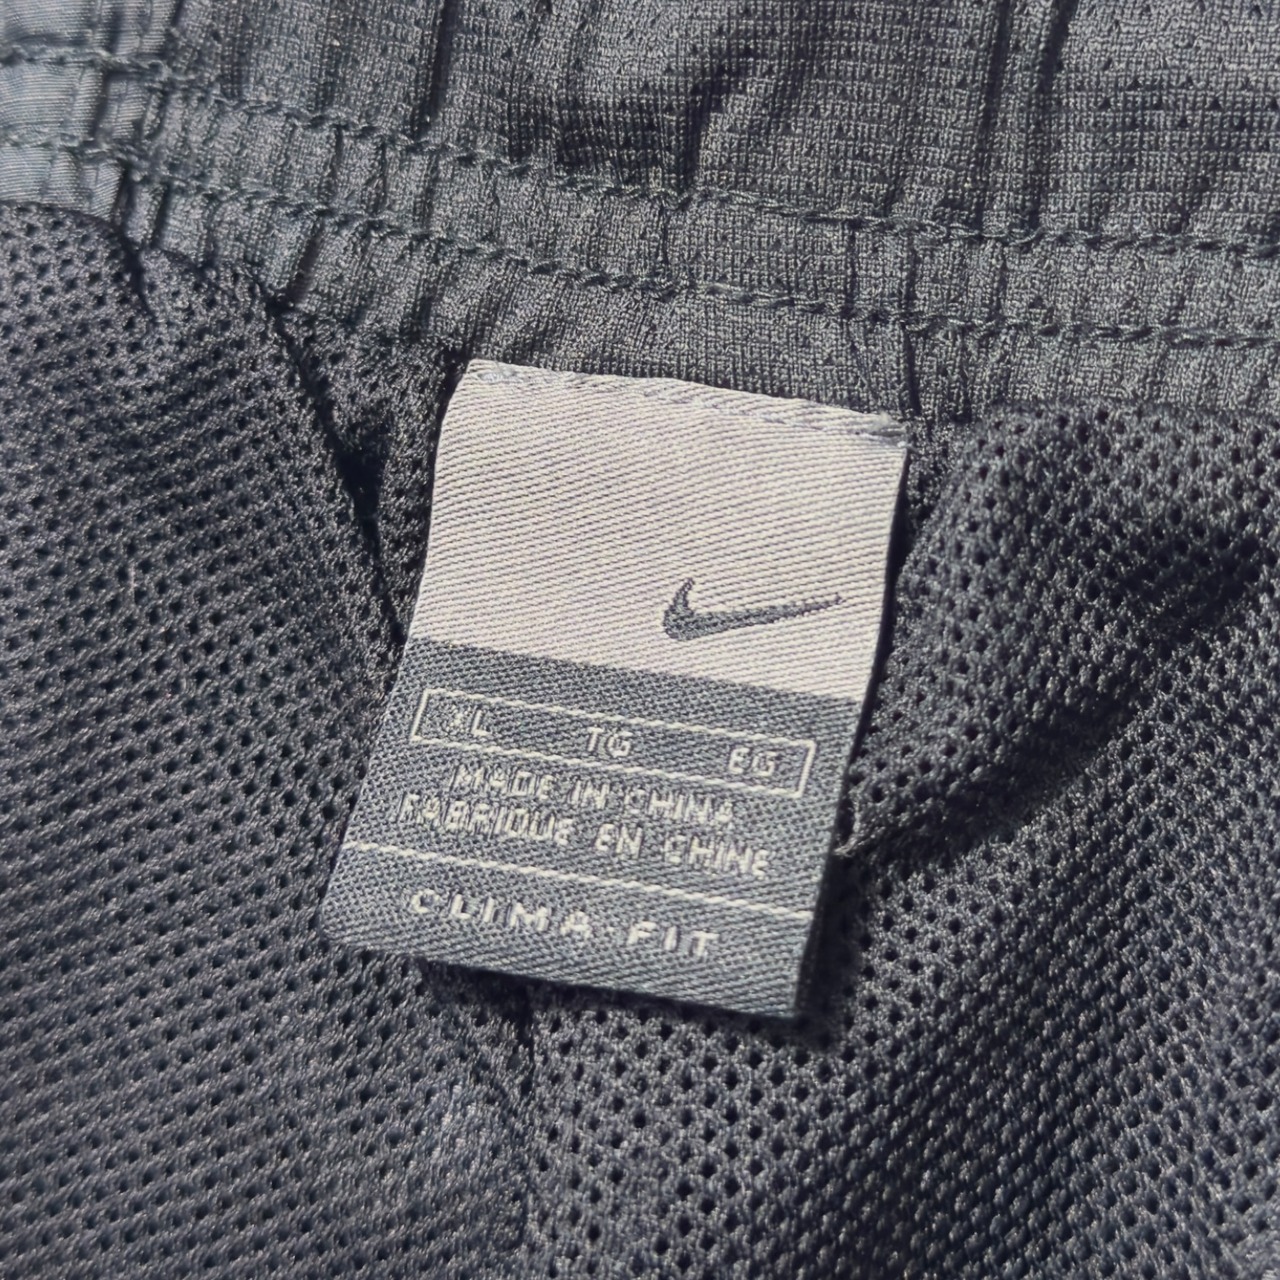 XL TG EG
MADE IN CHINA
FABRIQUE EN CHINE
CLIMA-FIT